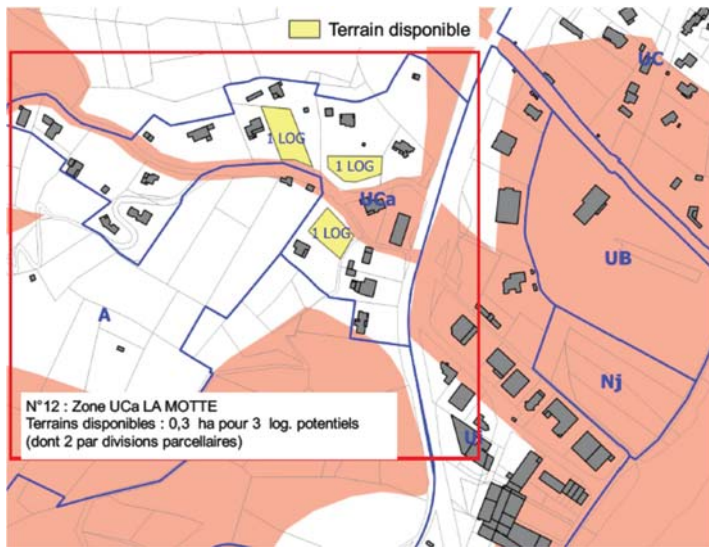 Terrain disponible
UC
1 LOG
1 LOG
UCa
1 LOG
UB
A
Nj
N°12 : Zone UCa LA MOTTE
Terrains disponibles : 0,3 ha pour 3 log. potentiels
(dont 2 par divisions parcellaires)